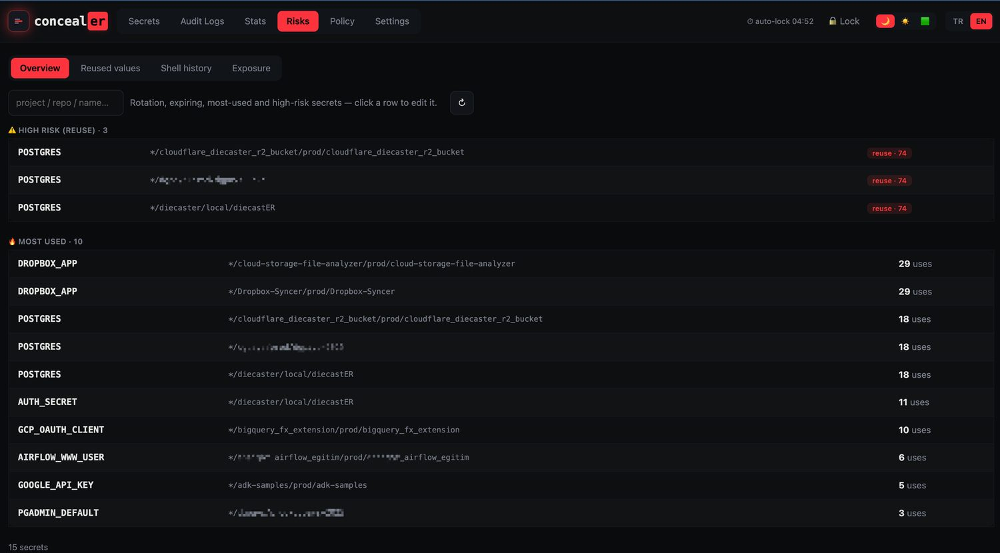 concealer Secrets Audit Logs Stats Risks Policy Settings auto-lock 04:52 Lock TR EN
Overview Reused values Shell history Exposure
project / repo / name... Rotation, expiring, most-used and high-risk secrets — click a row to edit it.
HIGH RISK (REUSE) · 3
POSTGRES */cloudflare_diecaster_r2_bucket/prod/cloudflare_diecaster_r2_bucket reuse · 74
POSTGRES */ reuse · 74
POSTGRES */diecaster/local/diecastER reuse · 74
MOST USED · 10
DROPBOX_APP */cloud-storage-file-analyzer/prod/cloud-storage-file-analyzer 29 uses
DROPBOX_APP */Dropbox-Syncer/prod/Dropbox-Syncer 29 uses
POSTGRES */cloudflare_diecaster_r2_bucket/prod/cloudflare_diecaster_r2_bucket 18 uses
POSTGRES */ 18 uses
POSTGRES */diecaster/local/diecastER 18 uses
AUTH_SECRET */diecaster/local/diecastER 11 uses
GCP_OAUTH_CLIENT */bigquery_fx_extension/prod/bigquery_fx_extension 10 uses
AIRFLOW_WWW_USER */ airflow_egitim/prod/ _airflow_egitim 6 uses
GOOGLE_API_KEY */adk-samples/prod/adk-samples 5 uses
PGADMIN_DEFAULT */ 3 uses
15 secrets